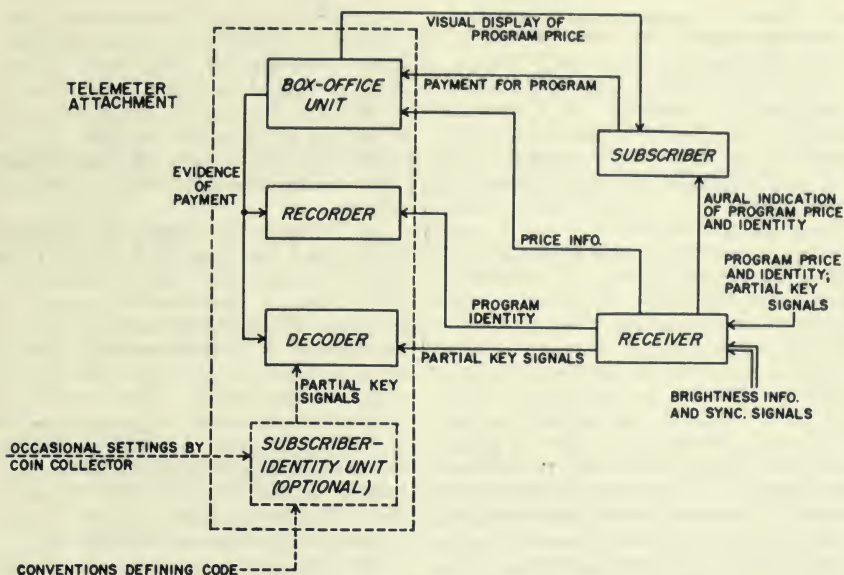 VISUAL DISPLAY OF
PROGRAM PRICE
TELEMETER
ATTACHMENT
BOX-OFFICE
UNIT
PAYMENT FOR PROGRAM
SUBSCRIBER
EVIDENCE
OF
PAYMENT
RECORDER
AURAL INDICATION
OF PROGRAM PRICE
AND IDENTITY
PRICE INFO.
PROGRAM PRICE
AND IDENTITY;
PARTIAL KEY
SIGNALS
PROGRAM
IDENTITY
DECODER
RECEIVER
PARTIAL KEY SIGNALS
PARTIAL KEY
SIGNALS
BRIGHTNESS INFO.
AND SYNC. SIGNALS
OCCASIONAL SETTINGS BY
COIN COLLECTOR
SUBSCRIBER-
IDENTITY UNIT
(OPTIONAL)
CONVENTIONS DEFINING CODE